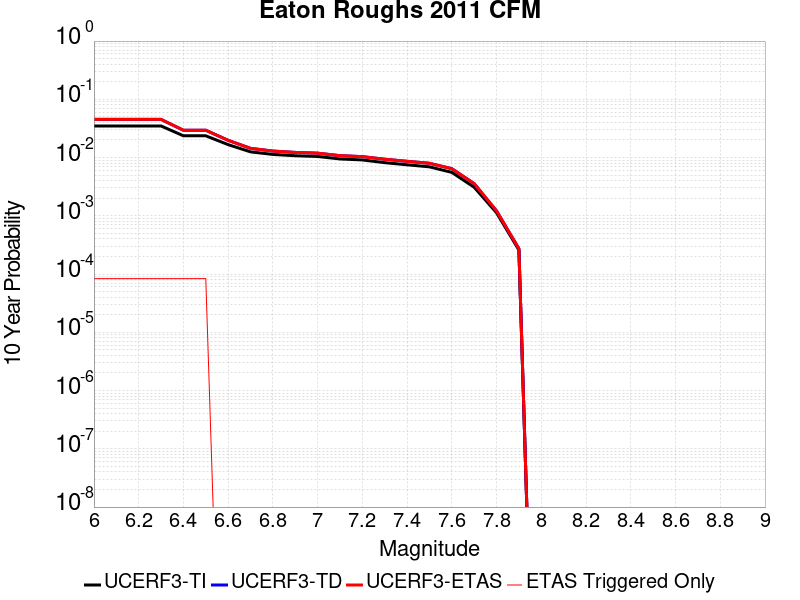 Eaton Roughs 2011 CFM
10 0
10 -1
10 -2
10 -3
10 -4
10 -5
10 -6
10 -7
10 -8
10 Year Probability
6 6.2 6.4 6.6 6.8 7 7.2 7.4 7.6 7.8 8 8.2 8.4 8.6 8.8 9
Magnitude
UCERF3-TI UCERF3-TD UCERF3-ETAS ETAS Triggered Only